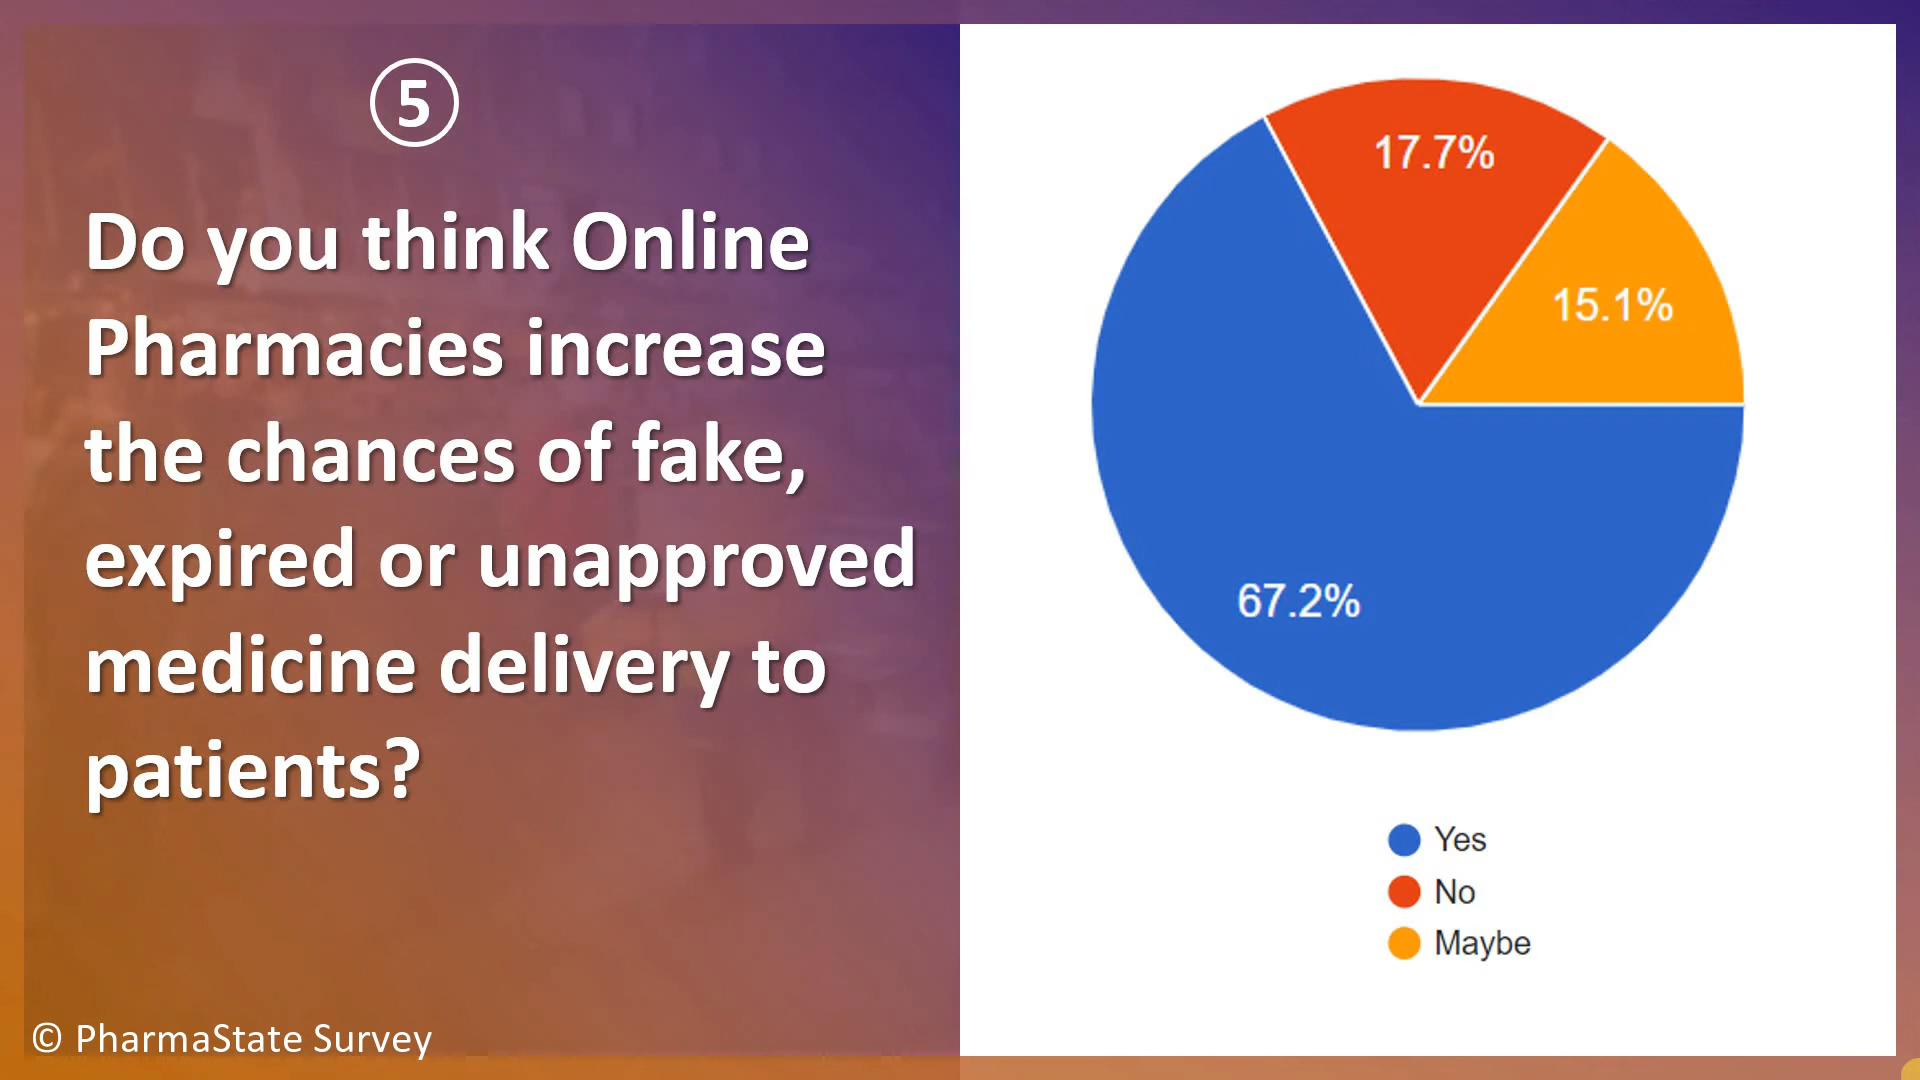 5
Do you think Online
Pharmacies increase
the chances of fake,
expired or unapproved
medicine delivery to
patients?
© PharmaState Survey
17.7%
15.1%
67.2%
Yes
No
Maybe